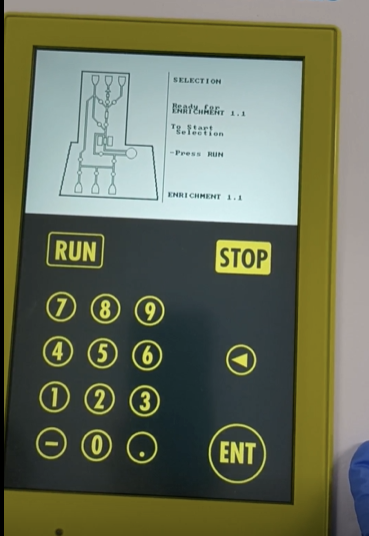 SELECTION
Ready for
ENRICHMENT 1.1
To Start
Selection
-Press RUN
ENRICHMENT 1.1
RUN
STOP
7 8 9
4 5 6
1 2 3
- 0 .
ENT